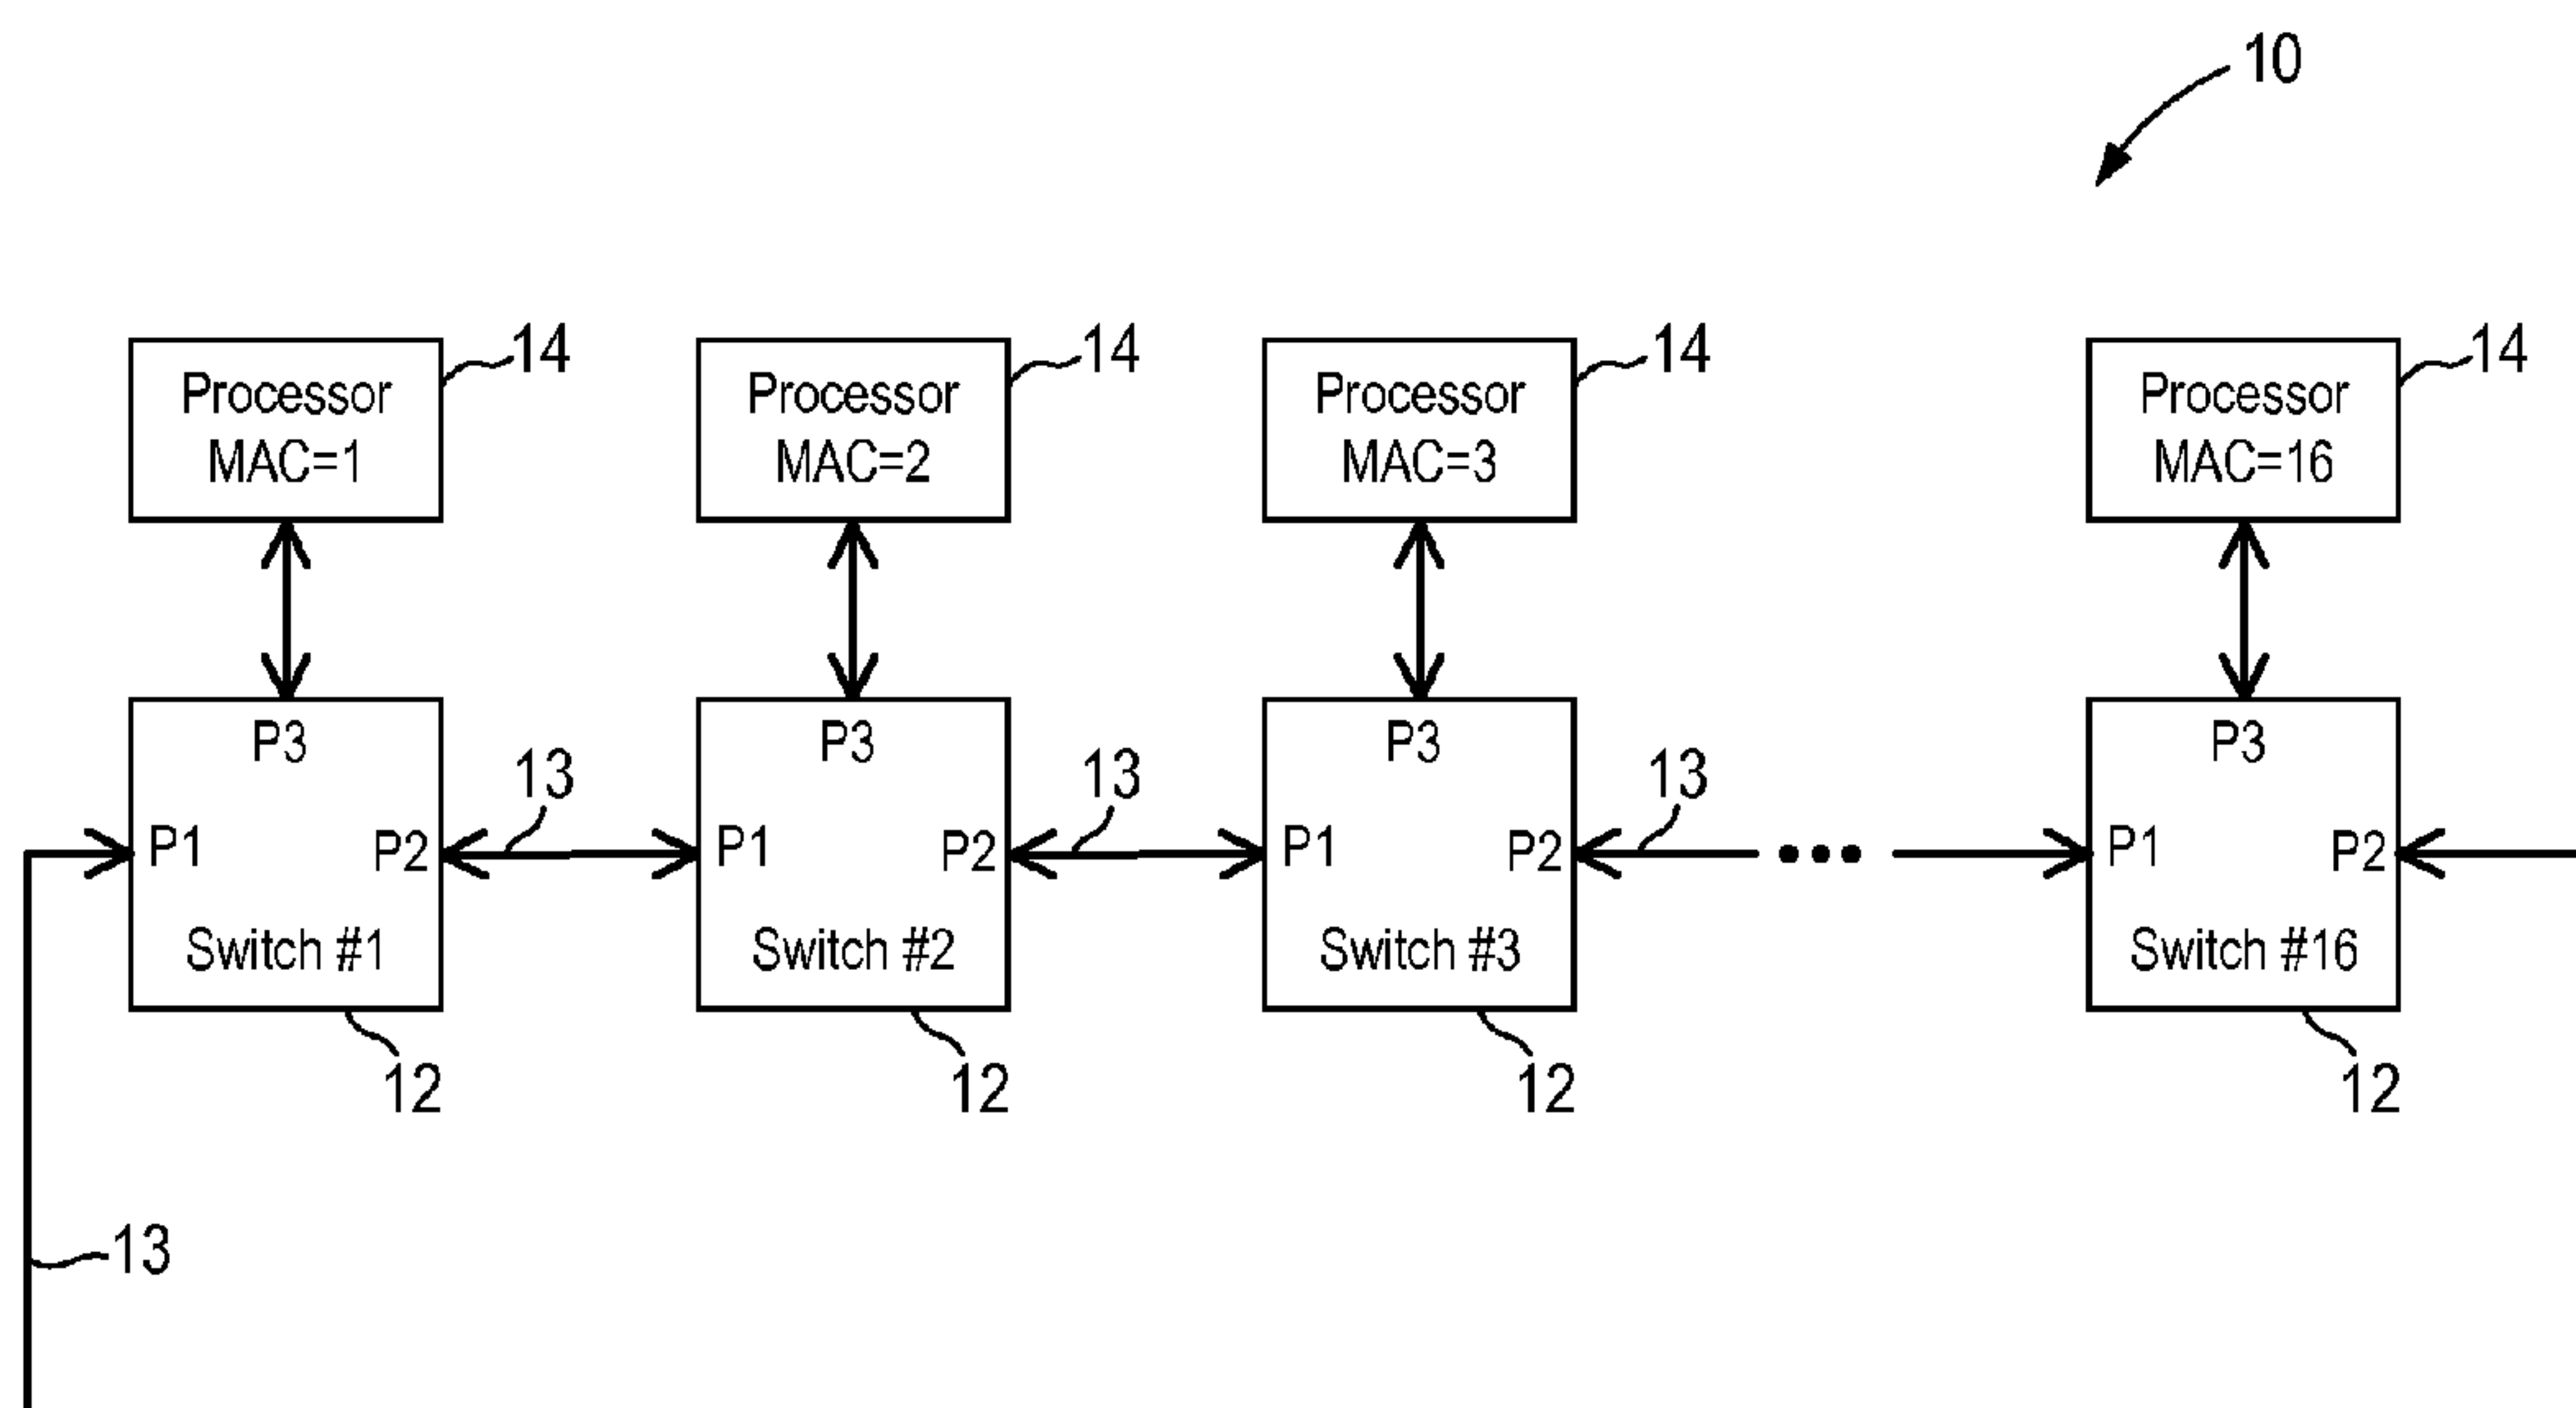 10
14
14
14
14
Processor
MAC=1
Processor
MAC=2
Processor
MAC=3
Processor
MAC=16
P3
P3
P3
P3
13
13
13
P1
P2
P1
P2
P1
P2
P1
P2
Switch #1
Switch #2
Switch #3
Switch #16
12
12
12
12
13